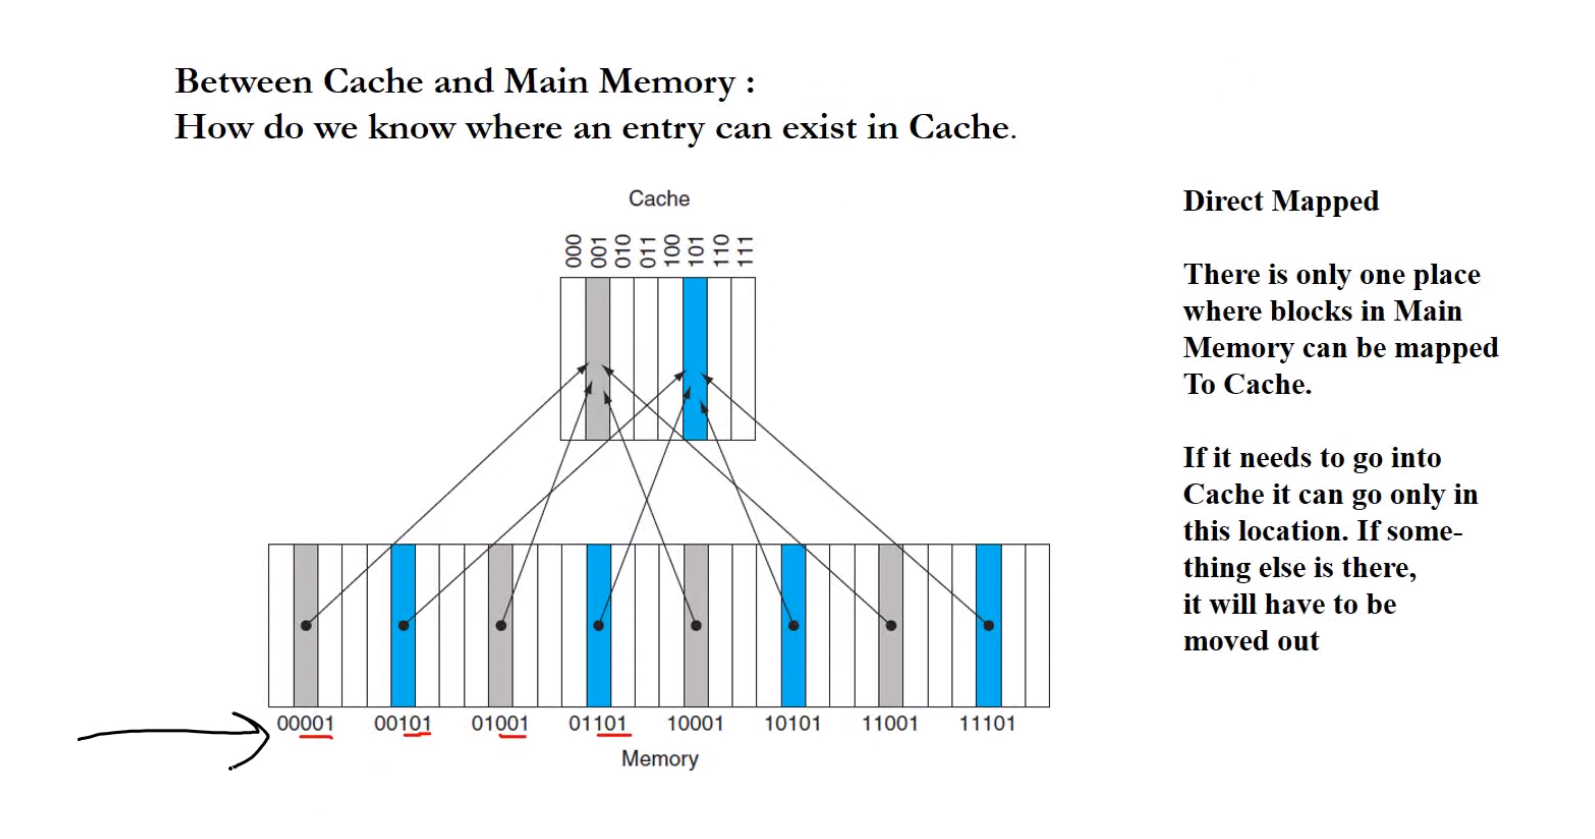 Between Cache and Main Memory :
How do we know where an entry can exist in Cache.
Cache
000 001 010 011 100 101 110 111
00001 00101 01001 01101 10001 10101 11001 11101
Memory
Direct Mapped
There is only one place
where blocks in Main
Memory can be mapped
To Cache.
If it needs to go into
Cache it can go only in
this location. If some-
thing else is there,
it will have to be
moved out